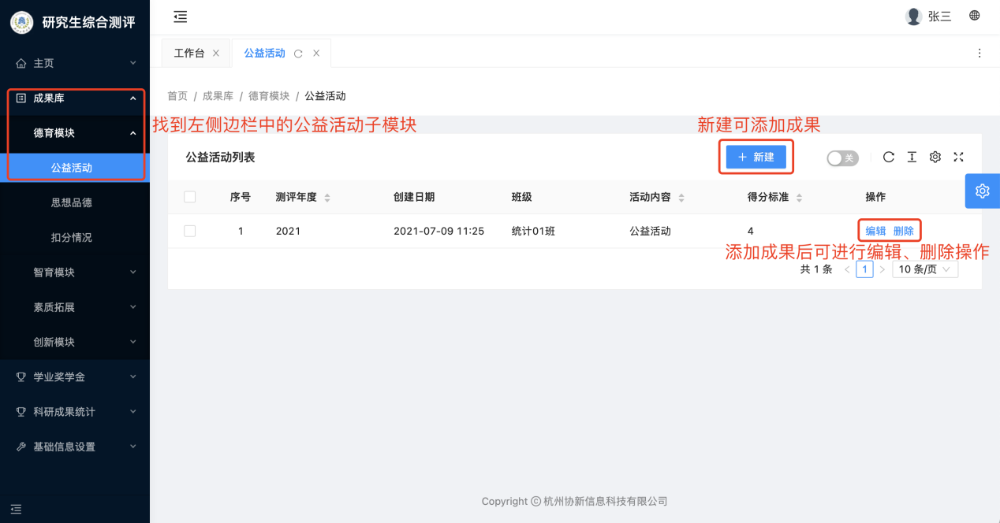 研究生综合测评
张三
主页
工作台
公益活动
成果库
首页 / 成果库 / 德育模块 / 公益活动
德育模块
找到左侧边栏中的公益活动子模块
新建可添加成果
公益活动
公益活动列表
新建
关
思想品德
序号 测评年度 创建日期 班级 活动内容 得分标准 操作
扣分情况
1 2021 2021-07-09 11:25 统计01班 公益活动 4 编辑 删除
添加成果后可进行编辑、删除操作
智育模块
共 1 条 < 1 > 10 条/页
素质拓展
创新模块
学业奖学金
科研成果统计
基础信息设置
Copyright © 杭州协新信息科技有限公司